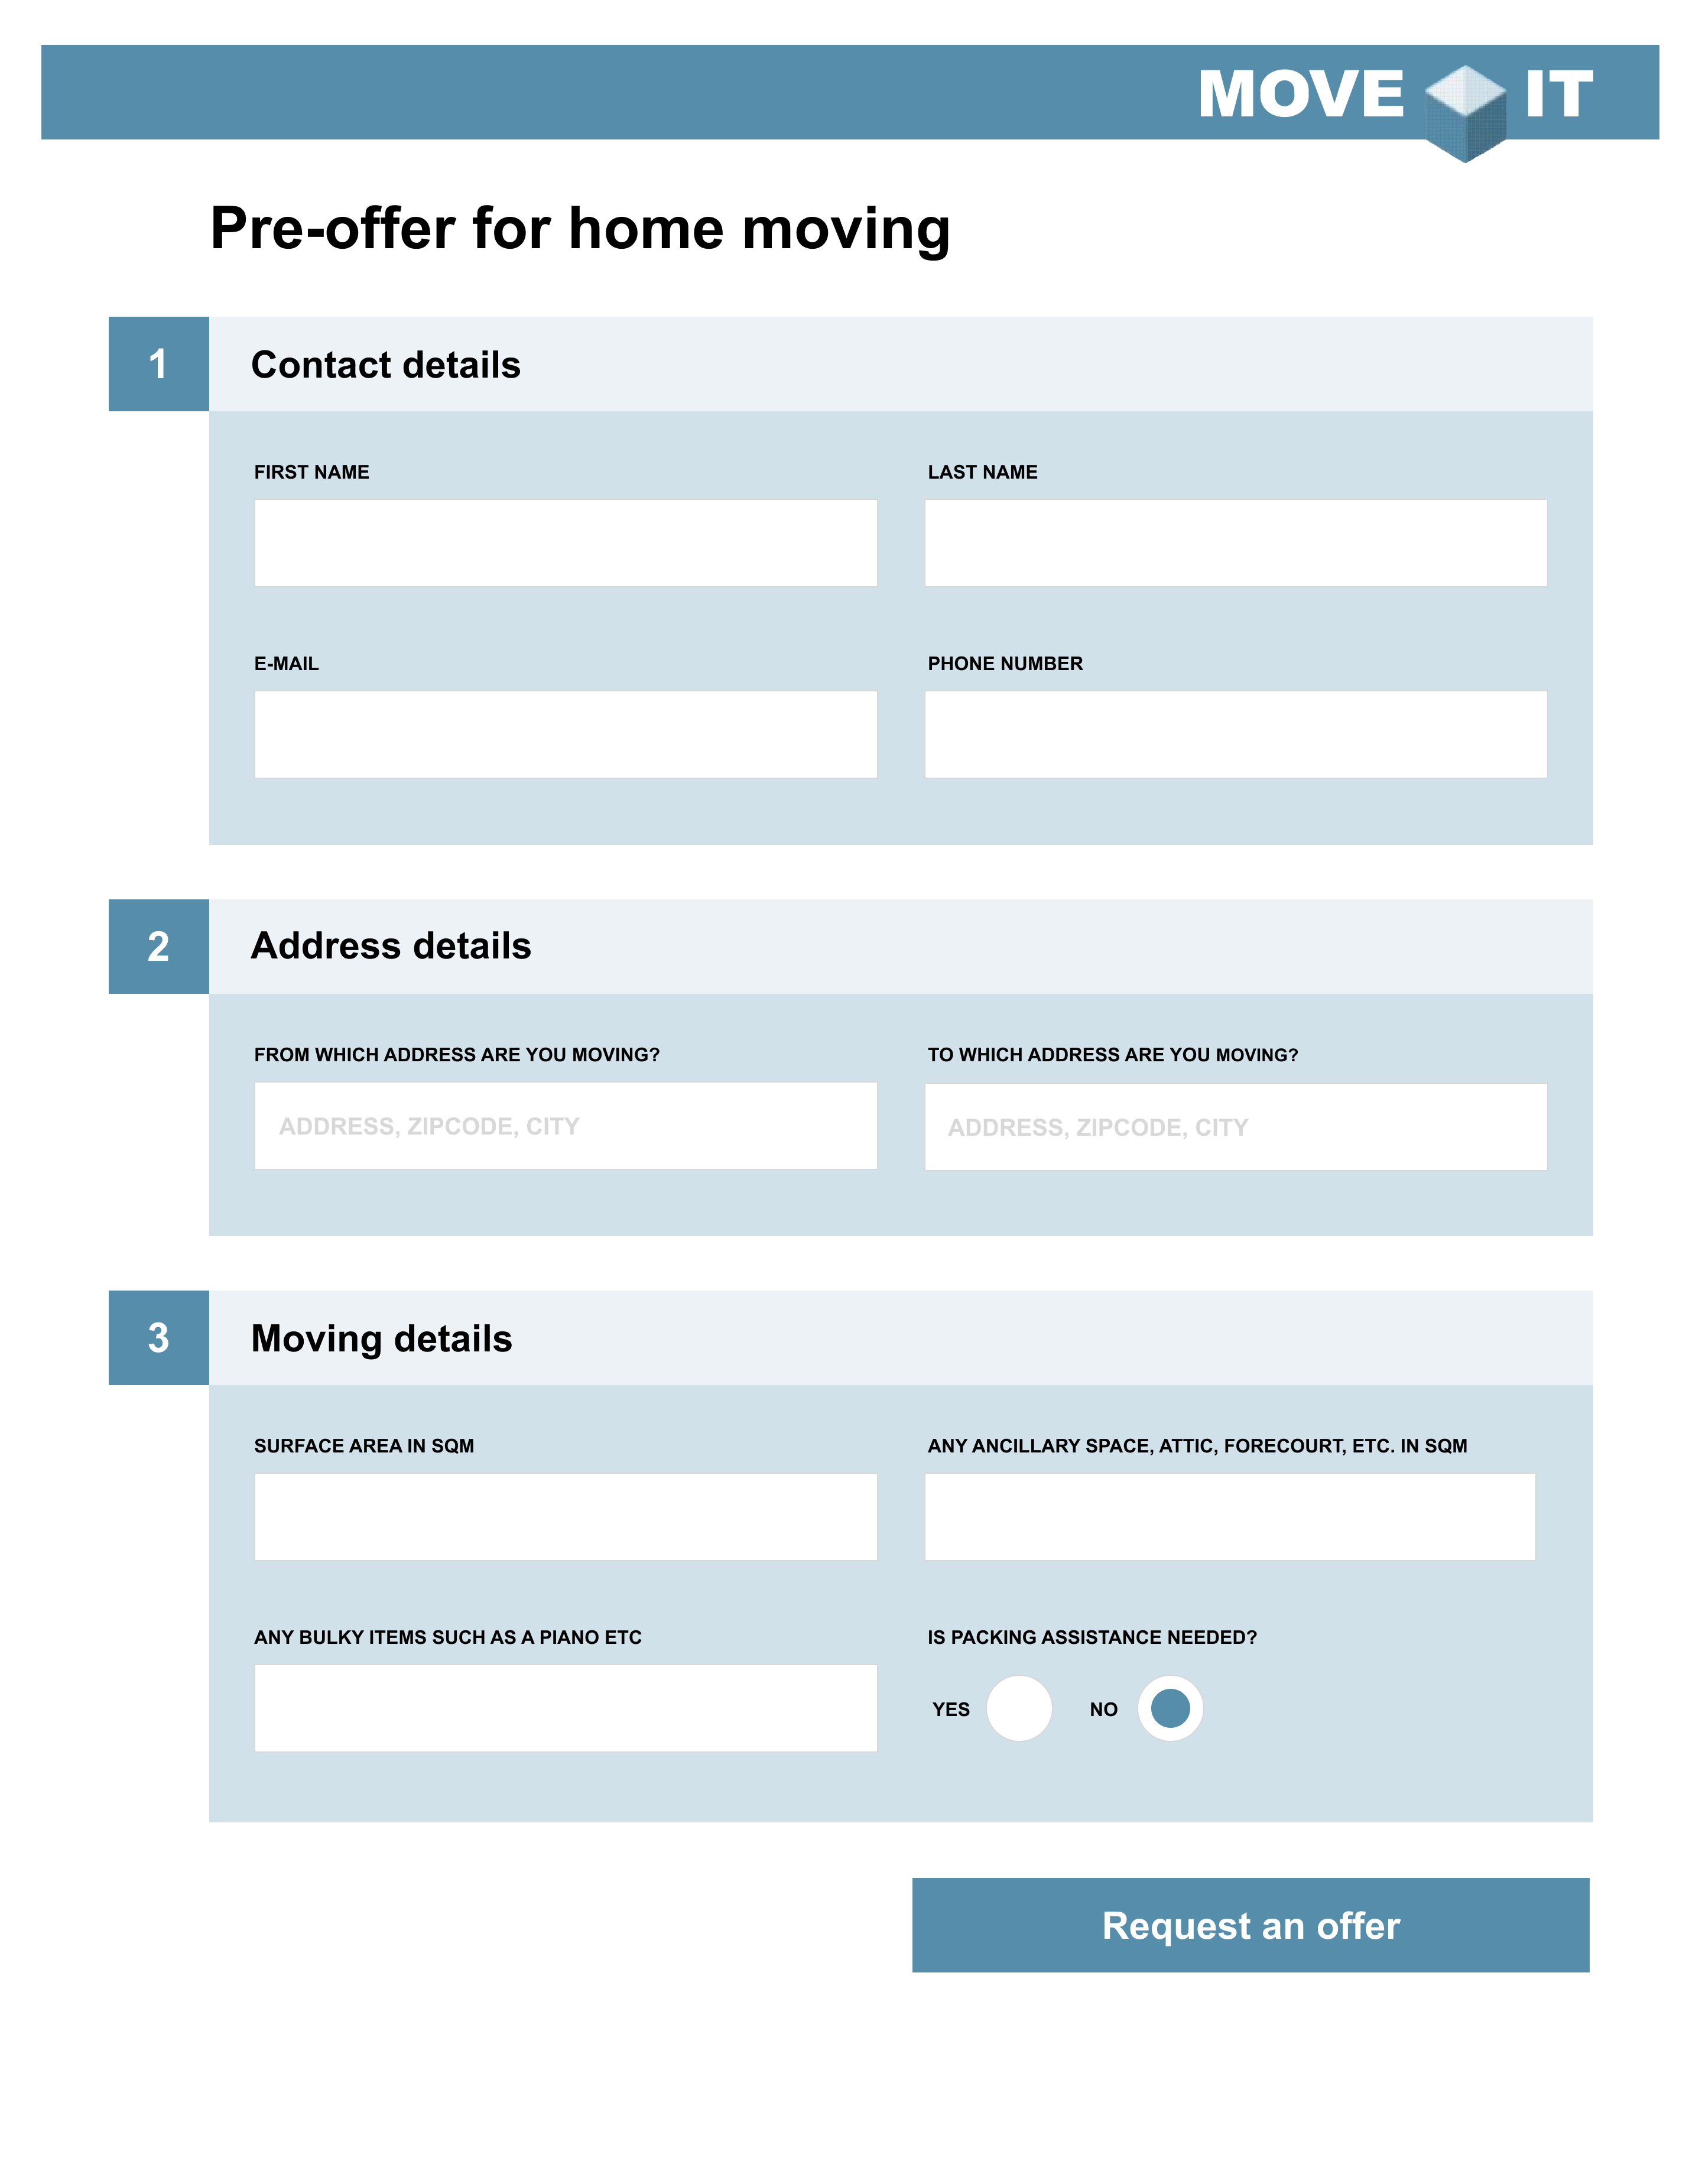 MOVE IT
Pre-offer for home moving
1 Contact details
FIRST NAME
LAST NAME
E-MAIL
PHONE NUMBER
2 Address details
FROM WHICH ADDRESS ARE YOU MOVING?
TO WHICH ADDRESS ARE YOU MOVING?
ADDRESS, ZIPCODE, CITY
ADDRESS, ZIPCODE, CITY
3 Moving details
SURFACE AREA IN SQM
ANY ANCILLARY SPACE, ATTIC, FORECOURT, ETC. IN SQM
ANY BULKY ITEMS SUCH AS A PIANO ETC
IS PACKING ASSISTANCE NEEDED?
YES NO
Request an offer